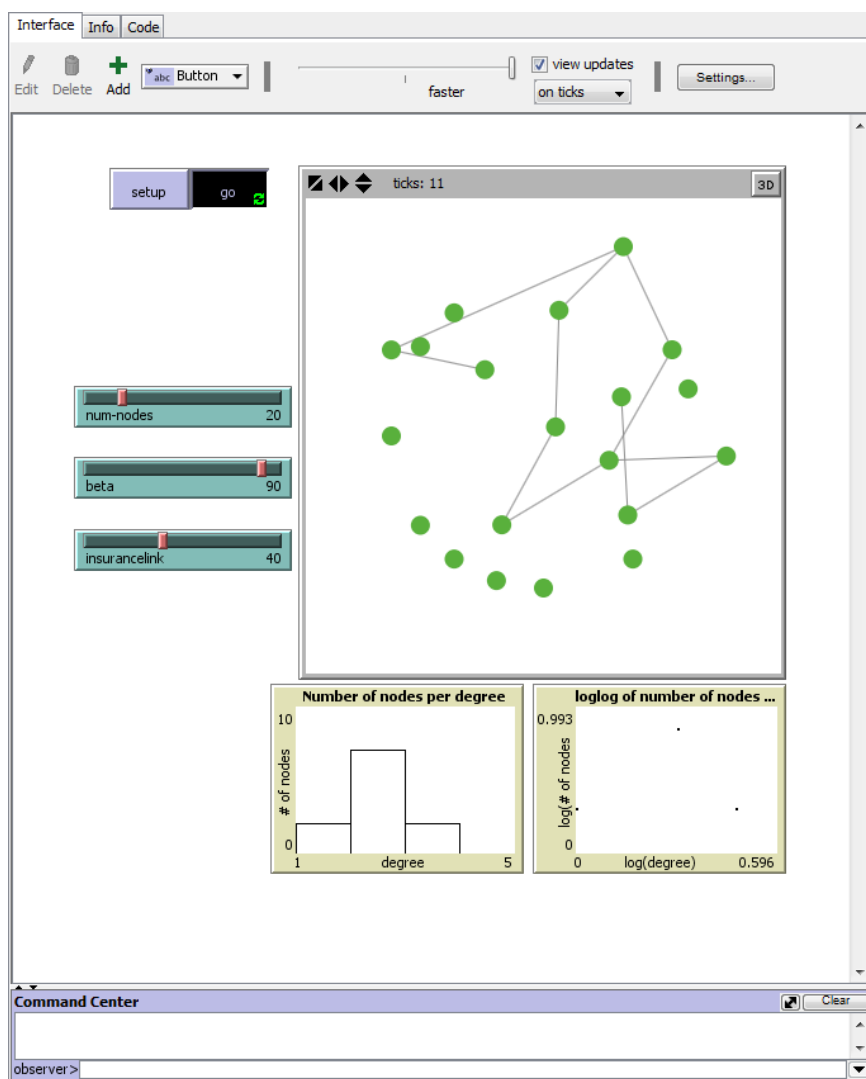 Interface Info Code
Edit Delete Add abc Button faster view updates on ticks Settings...
setup go
ticks: 11 3D
num-nodes 20
beta 90
insurancelink 40
Number of nodes per degree
10
# of nodes
0
1 degree 5
loglog of number of nodes ...
0.993
log(# of nodes
0
0 log(degree) 0.596
Command Center Clear
observer>